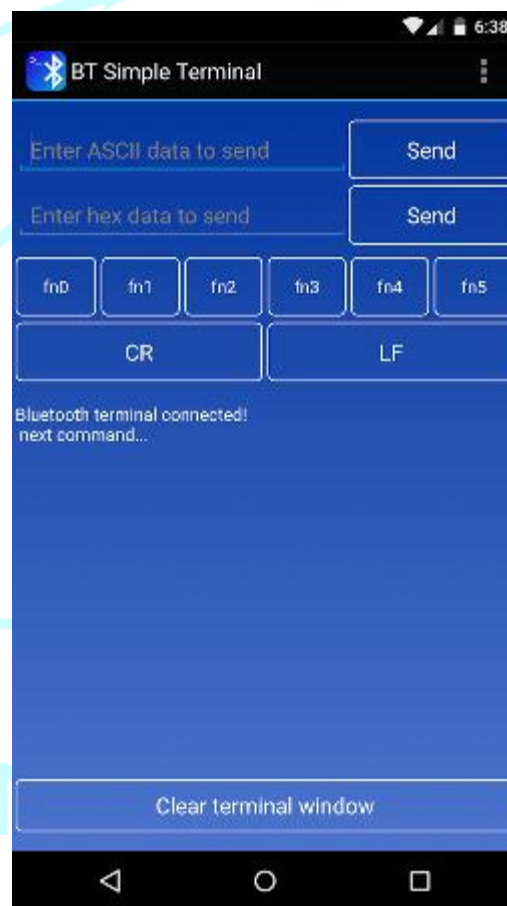 6:38
BT Simple Terminal
Enter ASCII data to send
Send
Enter hex data to send
Send
fn0 fn1 fn2 fn3 fn4 fn5
CR LF
Bluetooth terminal connected!
next command...
Clear terminal window